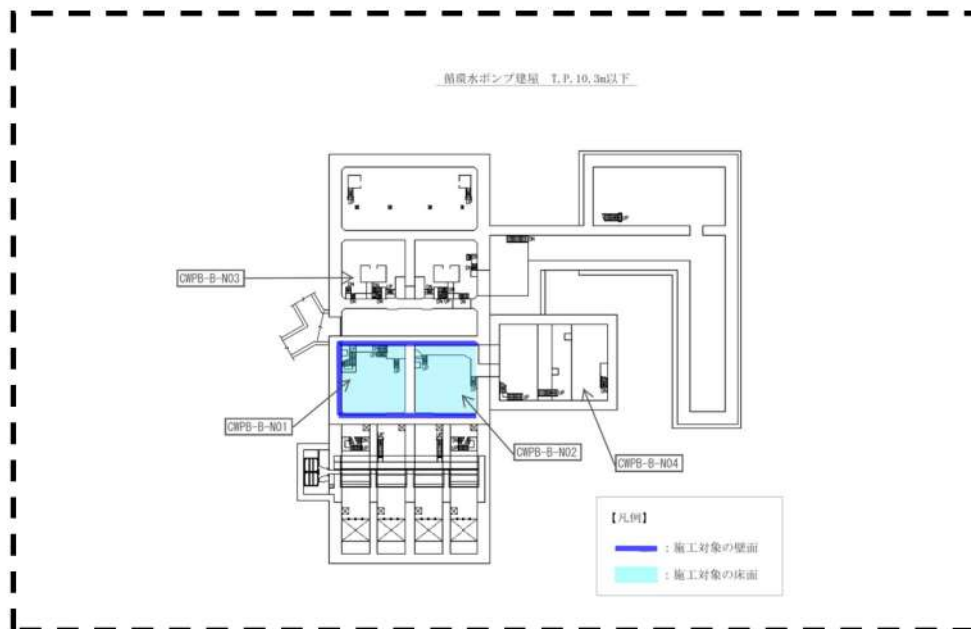 循環水ポンプ建屋 T.P.10.3m以下
CWPB-B-N03
CWPB-B-N01
CWPB-B-N02
CWPB-B-N04
【凡例】
：施工対象の壁面
：施工対象の床面